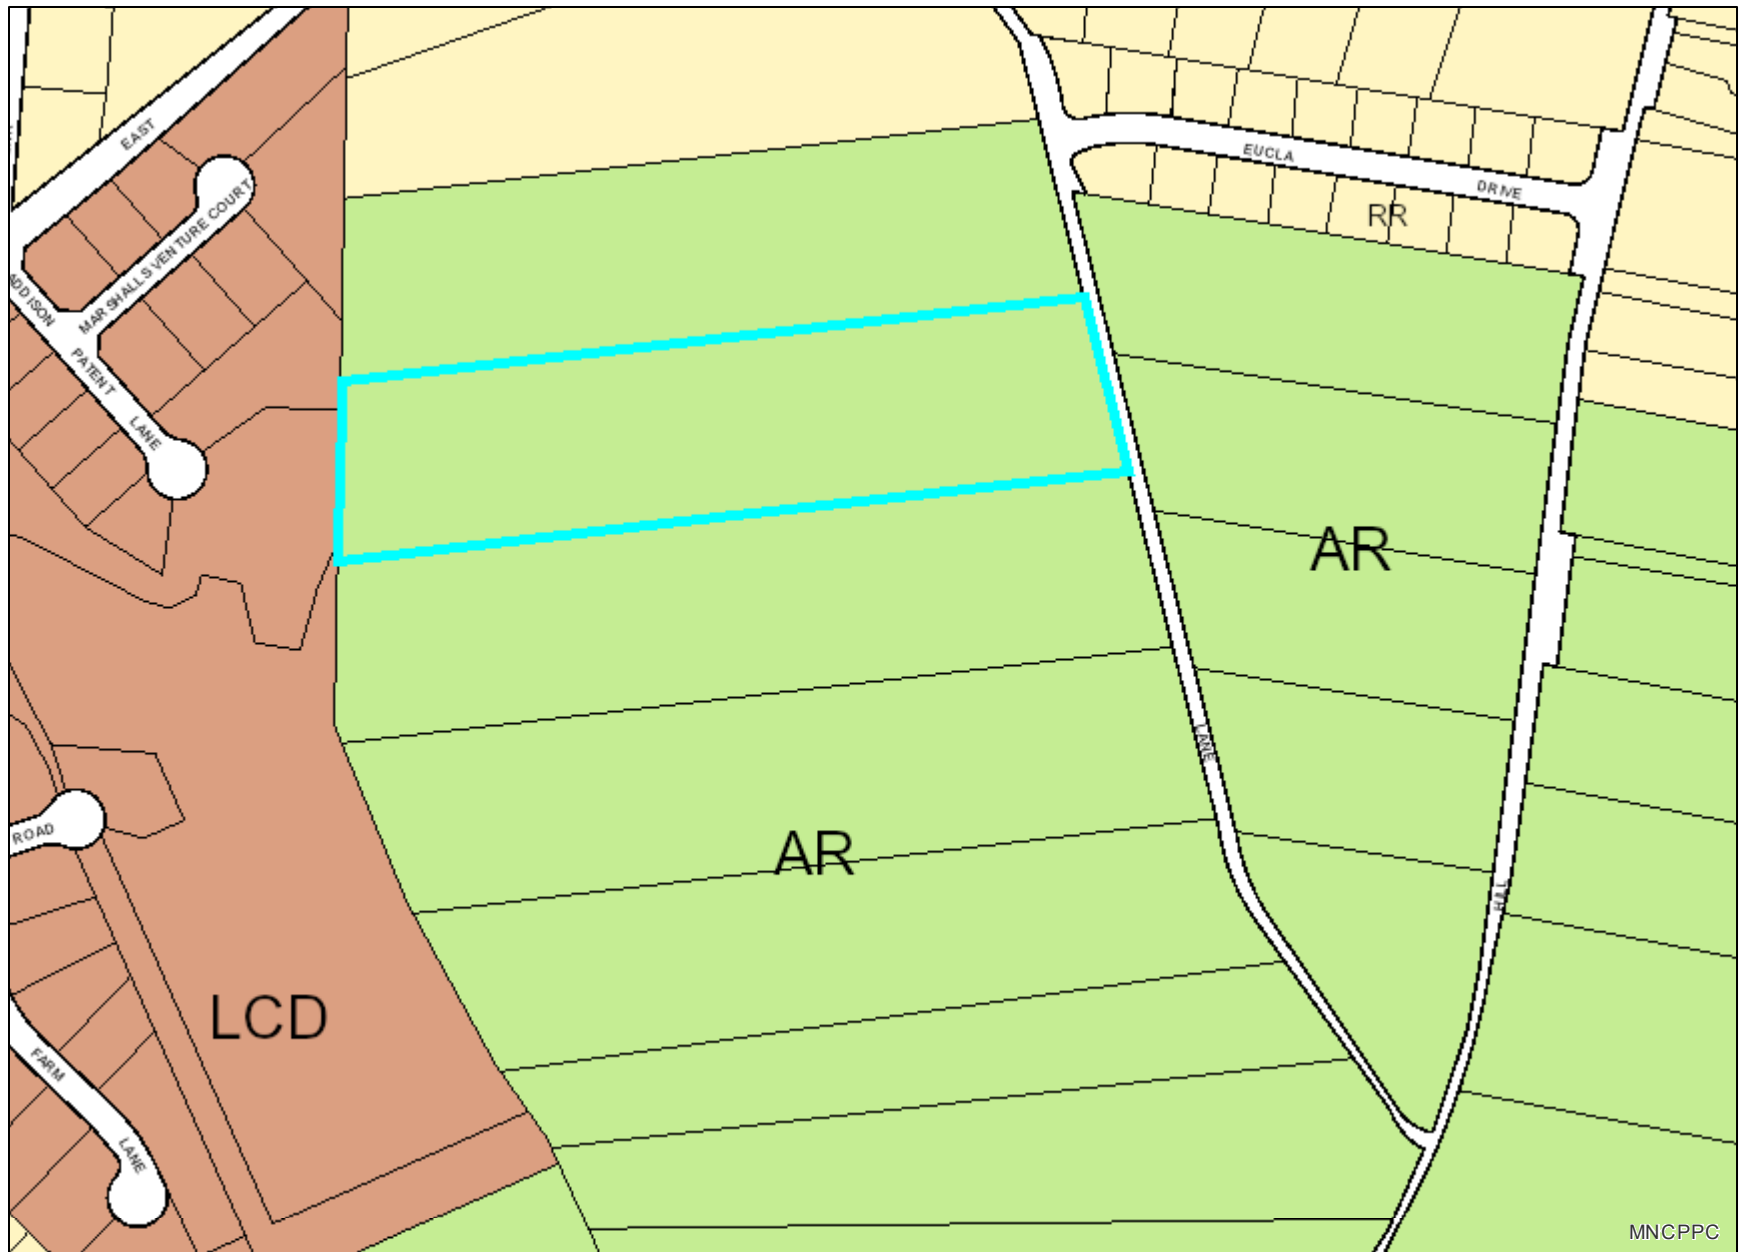 EAST
EUCLA
DRIVE
RR
MARSHALLS VENTURE COURT
ADDISON
PATENT
LANE
AR
LANE
ROAD
AR
LCD
FARM
LANE
MNCPPC